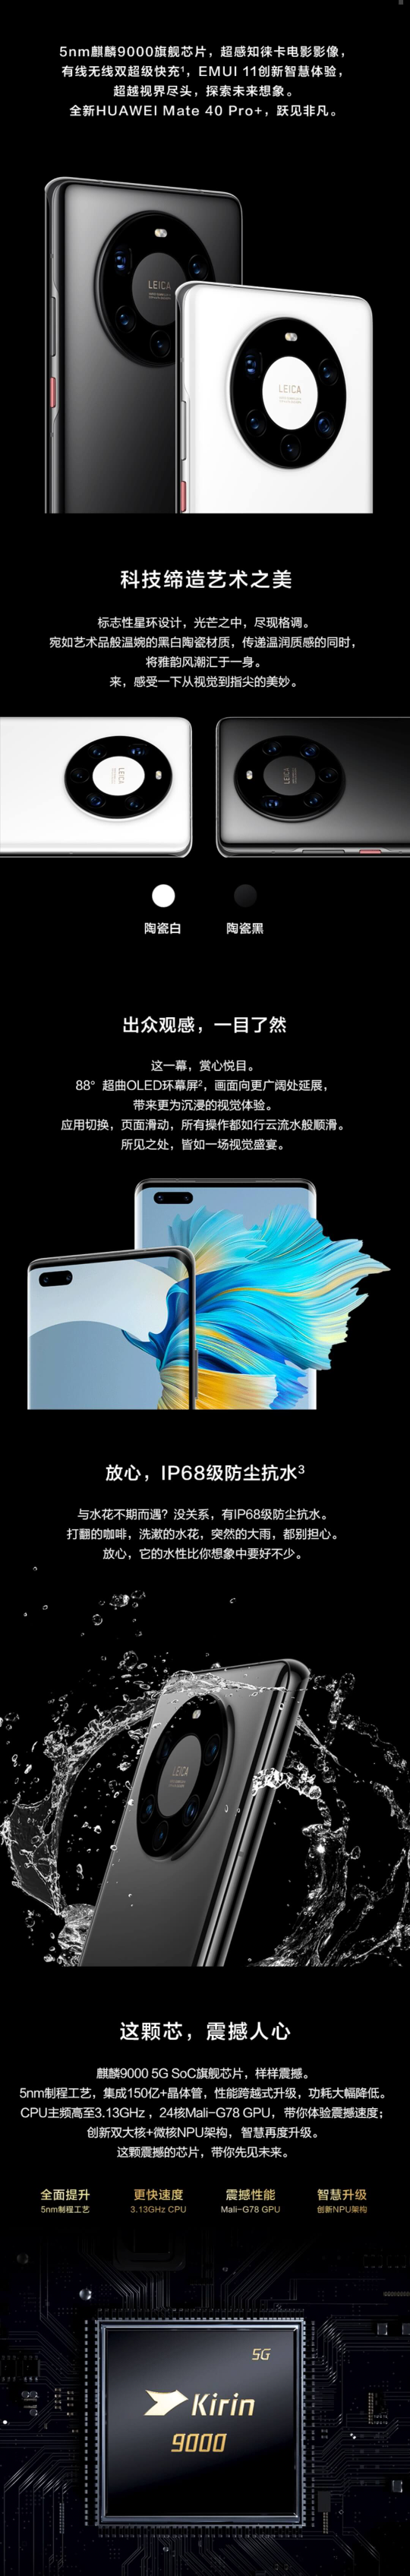 5nm麒麟9000旗舰芯片，超感知徕卡电影影像，
有线无线双超级快充¹，EMUI 11创新智慧体验，
超越视界尽头，探索未来想象。
全新HUAWEI Mate 40 Pro+，跃见非凡。
LEICA
LEICA
科技缔造艺术之美
标志性星环设计，光芒之中，尽现格调。
宛如艺术品般温婉的黑白陶瓷材质，传递温润质感的同时，
将雅韵风潮汇于一身。
来，感受一下从视觉到指尖的美妙。
LEICA
LEICA
陶瓷白
陶瓷黑
出众观感，一目了然
这一幕，赏心悦目。
88° 超曲OLED环幕屏²，画面向更广阔处延展，
带来更为沉浸的视觉体验。
应用切换，页面滑动，所有操作都如行云流水般顺滑。
所见之处，皆如一场视觉盛宴。
放心，IP68级防尘抗水³
与水花不期而遇？没关系，有IP68级防尘抗水。
打翻的咖啡，洗漱的水花，突然的大雨，都别担心。
放心，它的水性比你想象中要好不少。
LEICA
这颗芯，震撼人心
麒麟9000 5G SoC旗舰芯片，样样震撼。
5nm制程工艺，集成150亿+晶体管，性能跨越式升级，功耗大幅降低。
CPU主频高至3.13GHz ，24核Mali-G78 GPU，带你体验震撼速度；
创新双大核+微核NPU架构，智慧再度升级。
这颗震撼的芯片，带你先见未来。
全面提升
5nm制程工艺
更快速度
3.13GHz CPU
震撼性能
Mali-G78 GPU
智慧升级
创新NPU架构
5G
Kirin
9000